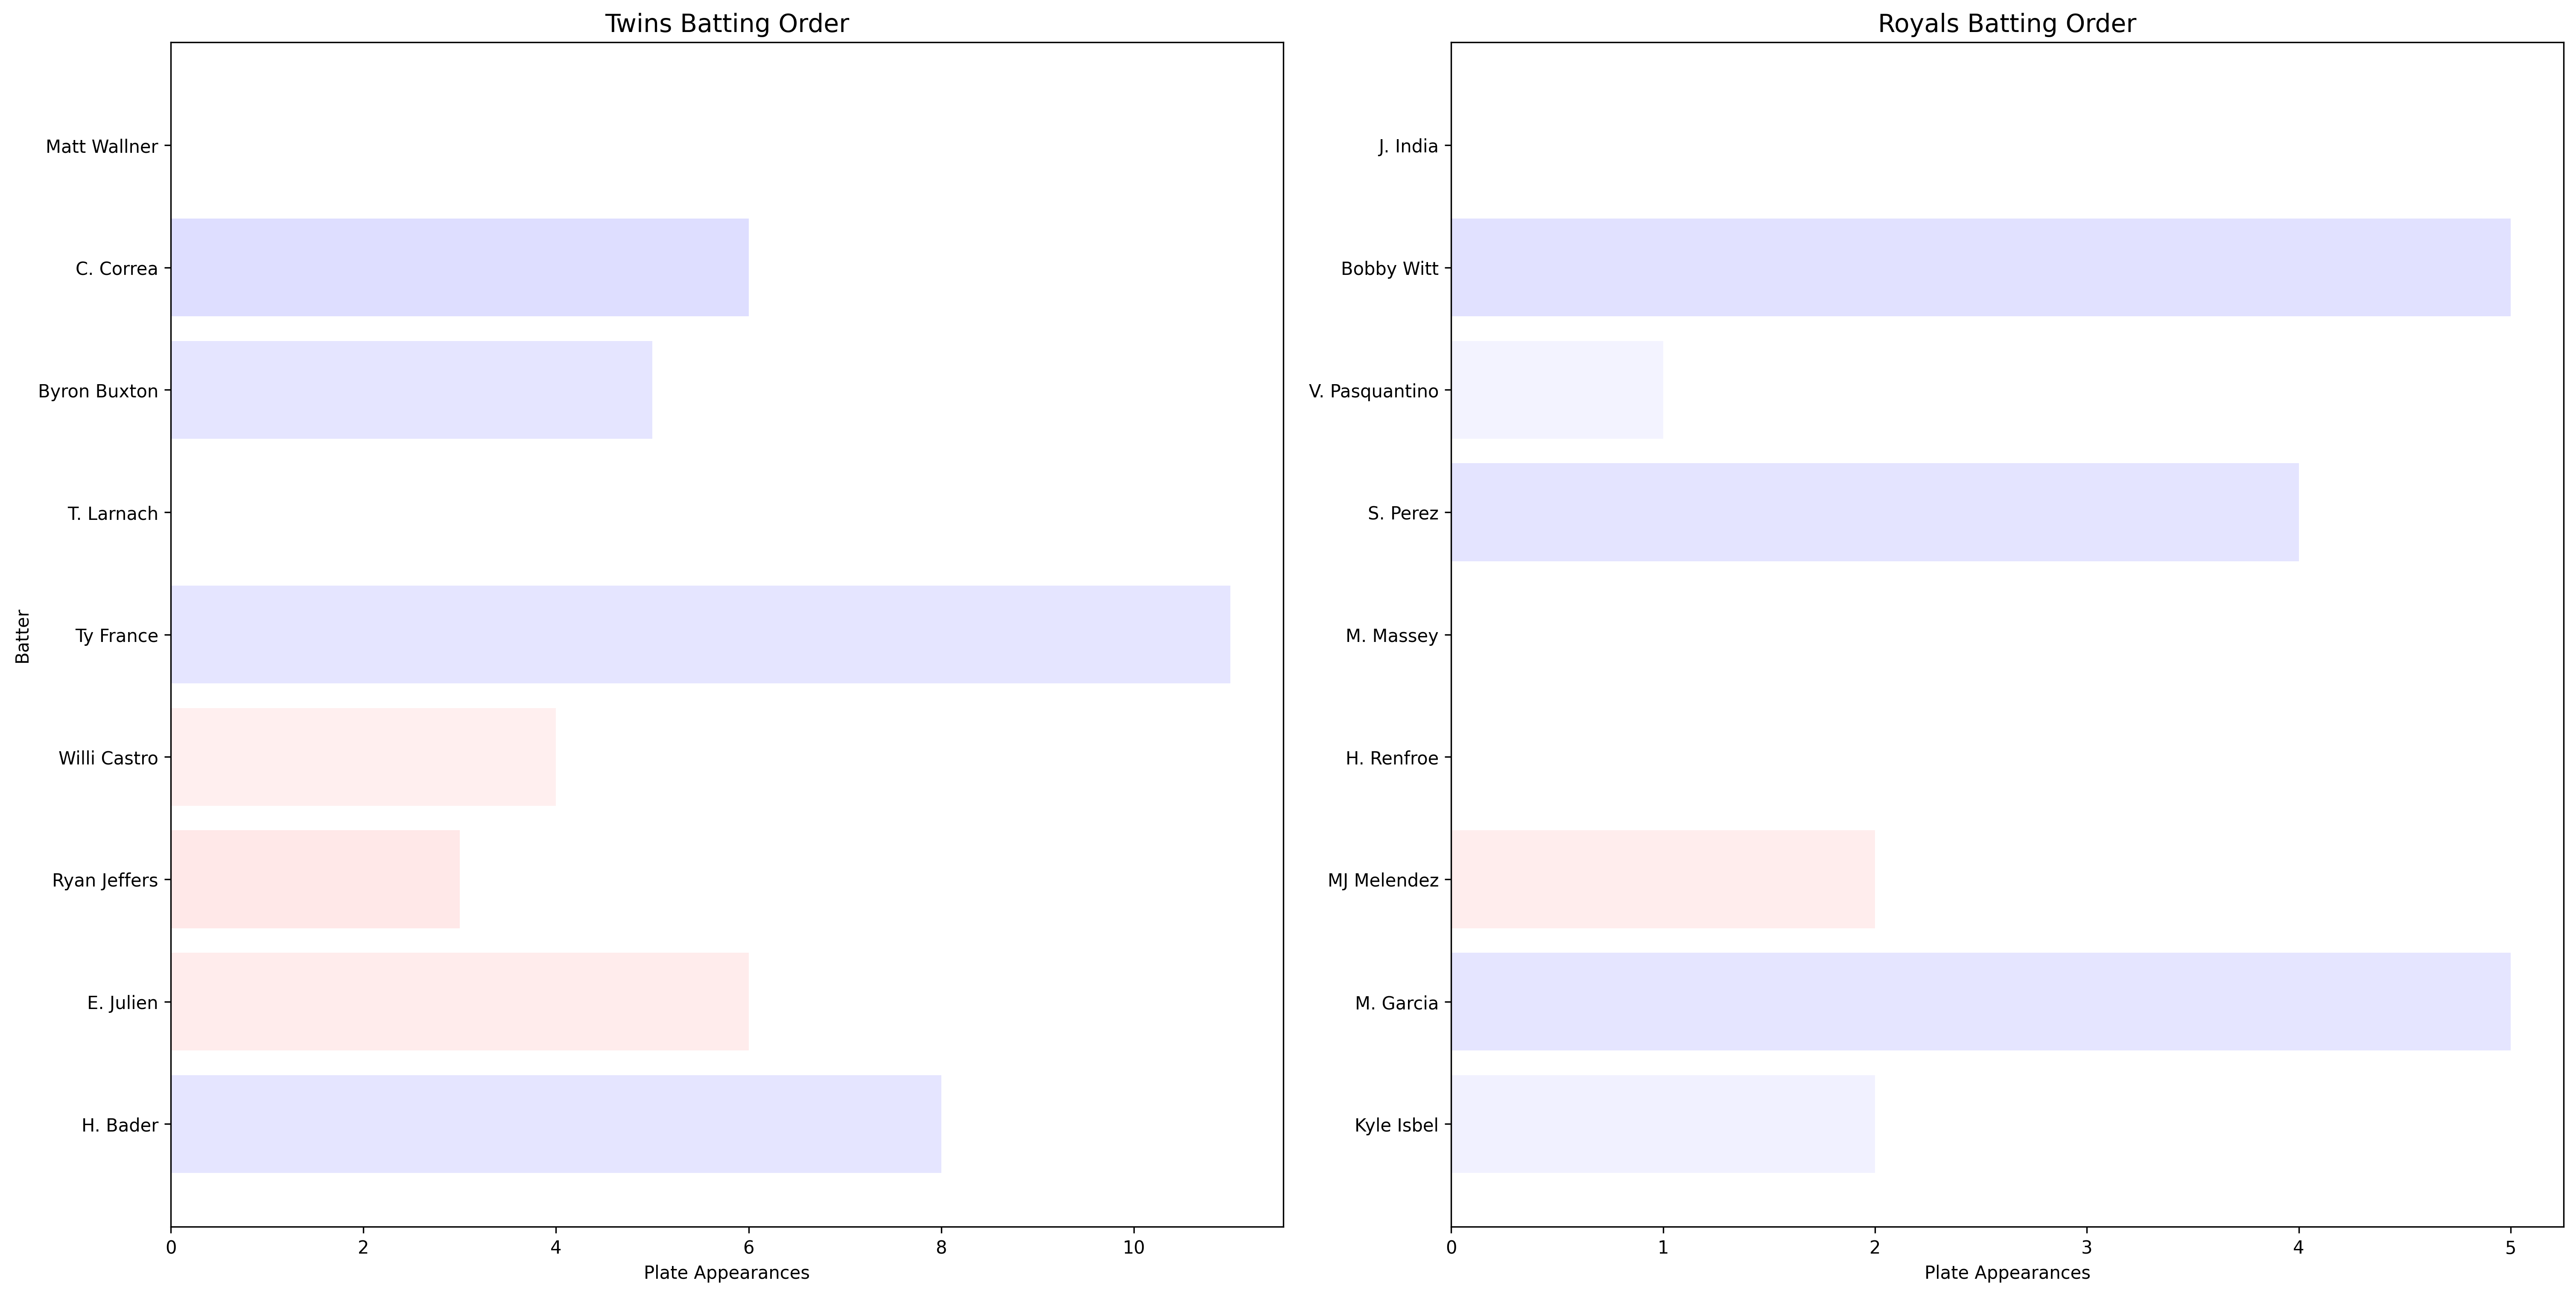 Twins Batting Order
Matt Wallner
C. Correa
Byron Buxton
T. Larnach
Ty France
Willi Castro
Ryan Jeffers
E. Julien
H. Bader
Batter
0 2 4 6 8 10
Plate Appearances
Royals Batting Order
J. India
Bobby Witt
V. Pasquantino
S. Perez
M. Massey
H. Renfroe
MJ Melendez
M. Garcia
Kyle Isbel
0 1 2 3 4 5
Plate Appearances